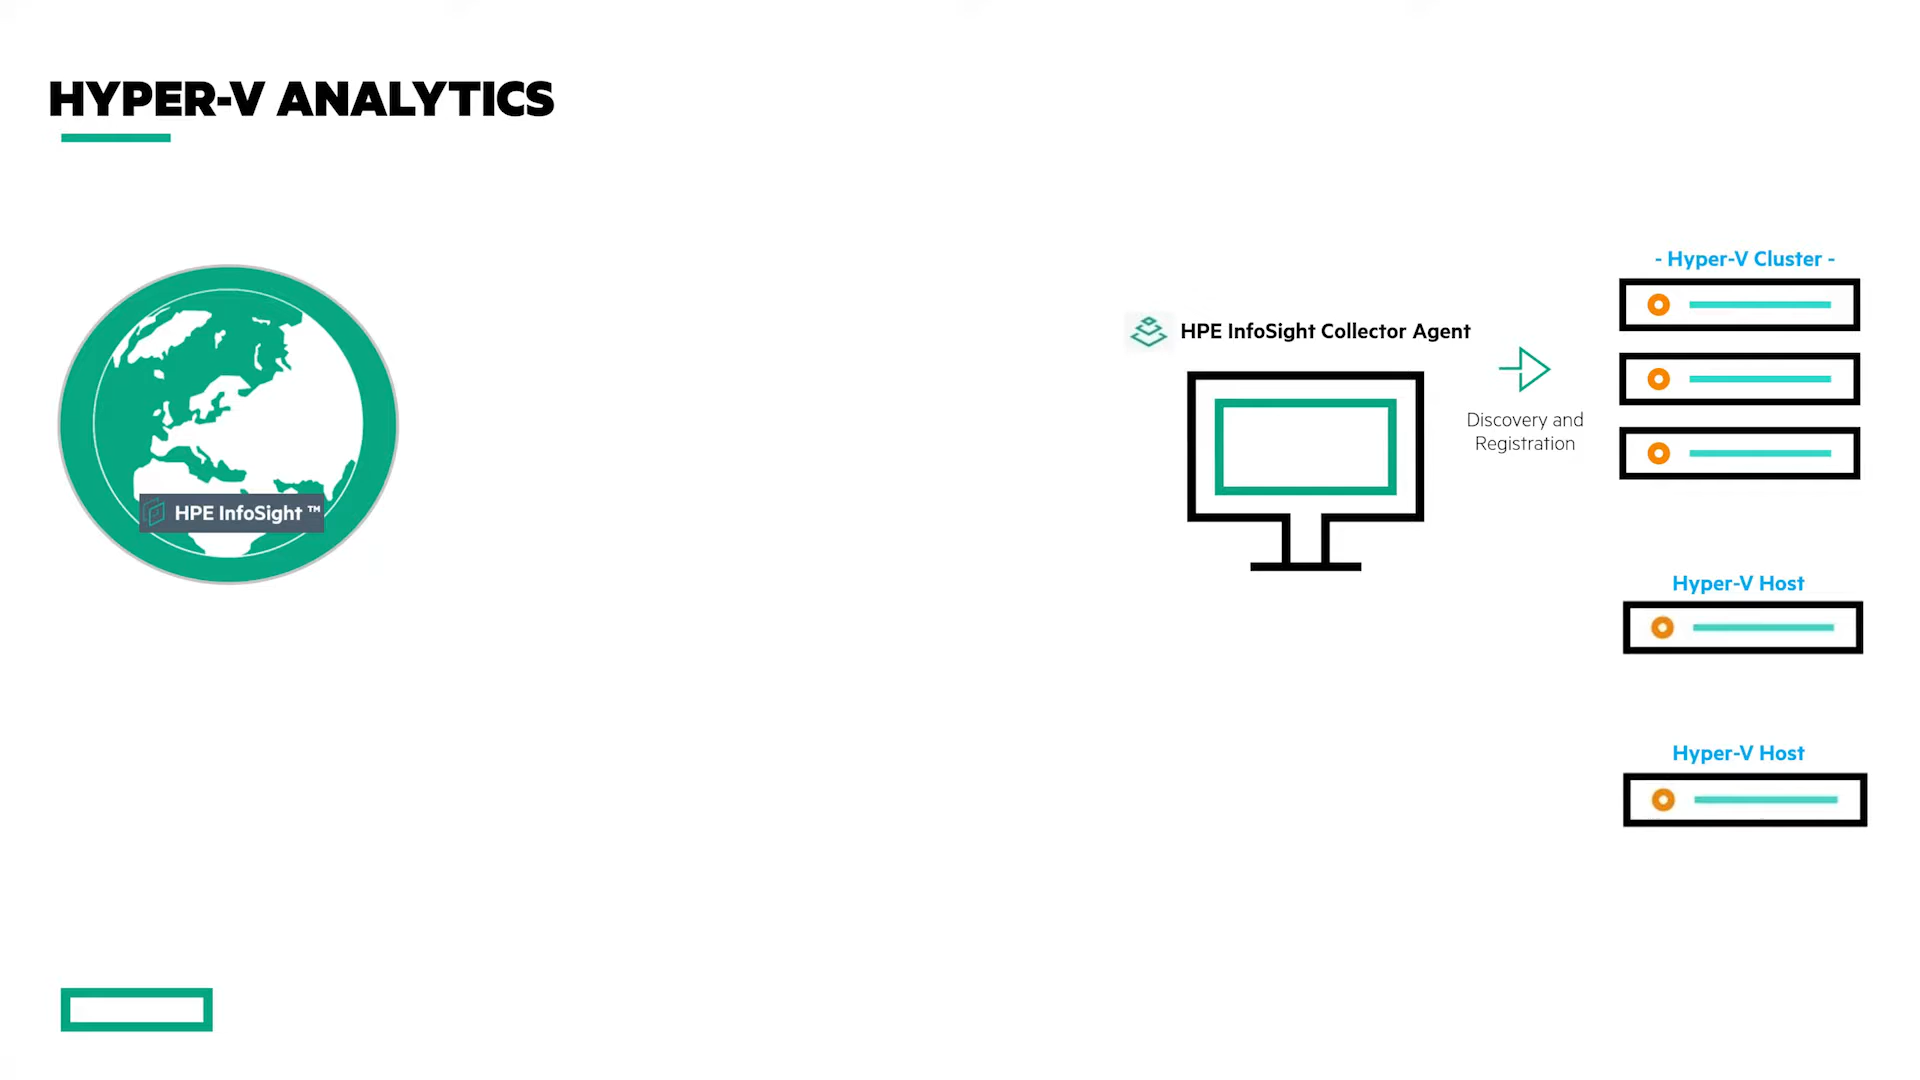 HYPER-V ANALYTICS
- Hyper-V Cluster -
HPE InfoSight Collector Agent
Discovery and
Registration
HPE InfoSight ™
Hyper-V Host
Hyper-V Host